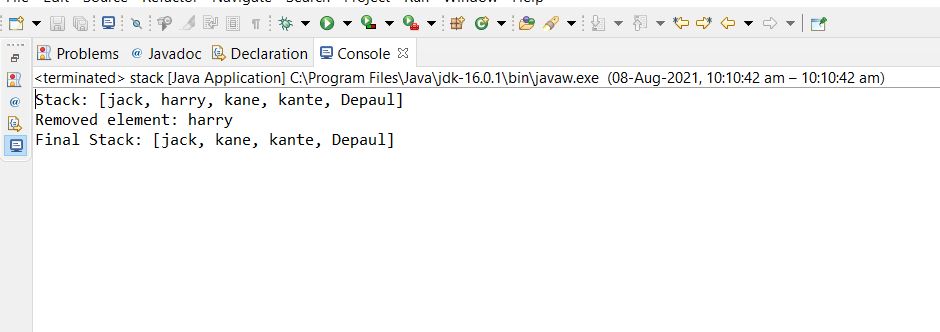 Problems @ Javadoc Declaration Console
<terminated> stack [Java Application] C:\Program Files\Java\jdk-16.0.1\bin\javaw.exe (08-Aug-2021, 10:10:42 am – 10:10:42 am)
Stack: [jack, harry, kane, kante, Depaul]
Removed element: harry
Final Stack: [jack, kane, kante, Depaul]